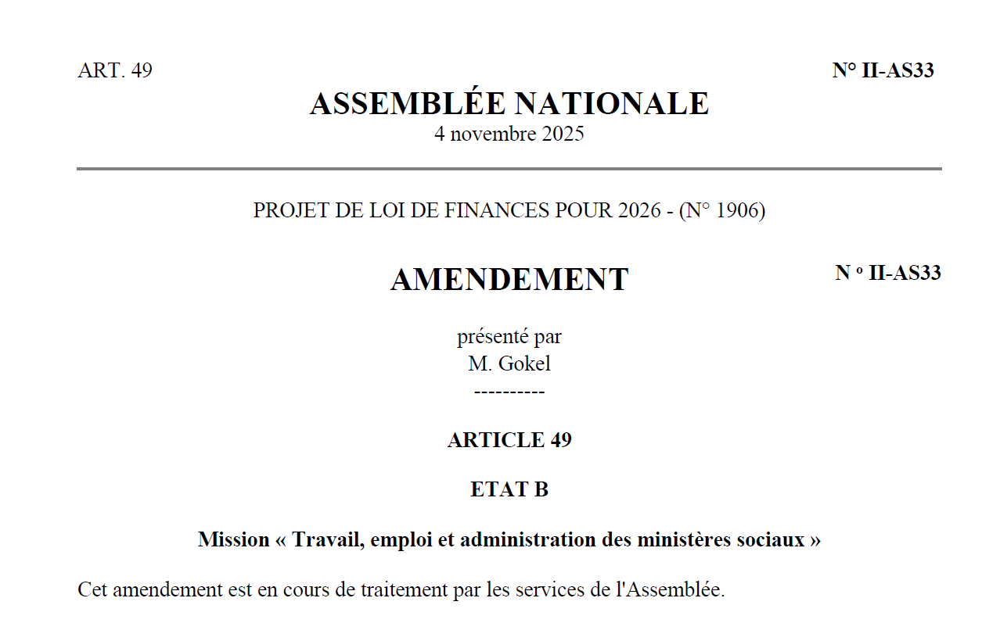 ART. 49
N° II-AS33
ASSEMBLÉE NATIONALE
4 novembre 2025
PROJET DE LOI DE FINANCES POUR 2026 - (N° 1906)
AMENDEMENT
N º II-AS33
présenté par
M. Gokel
----------
ARTICLE 49
ETAT B
Mission « Travail, emploi et administration des ministères sociaux »
Cet amendement est en cours de traitement par les services de l'Assemblée.